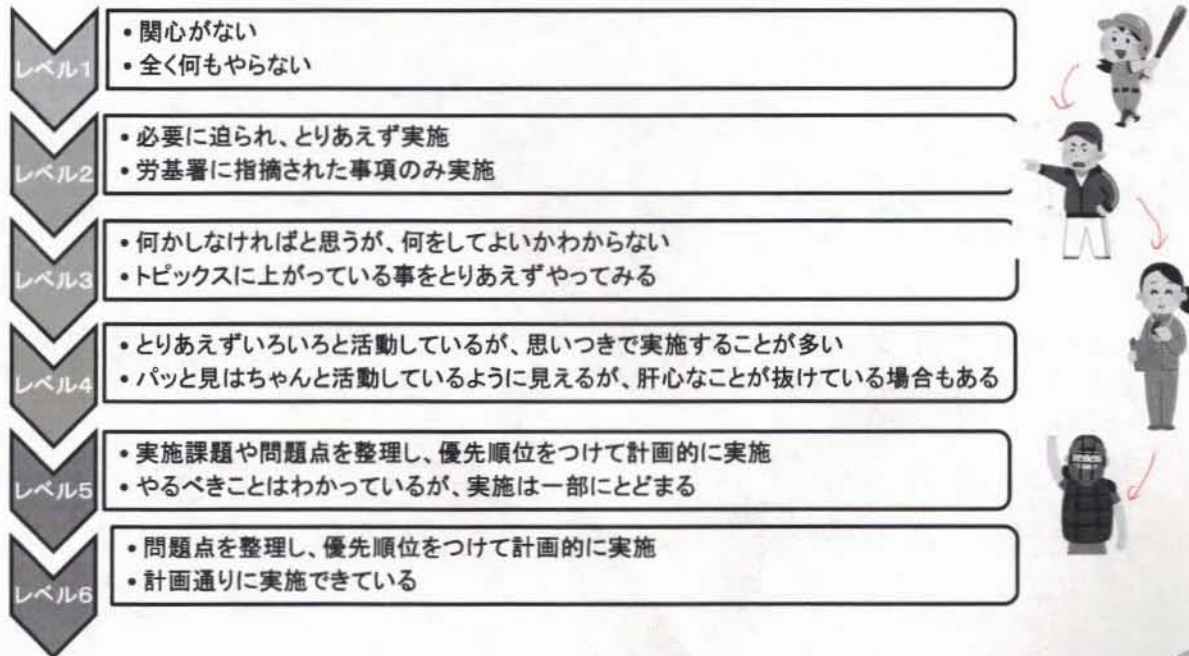 レベル1
• 関心がない
• 全く何もやらない
レベル2
• 必要に迫られ、とりあえず実施
• 労基署に指摘された事項のみ実施
レベル3
• 何かしなければと思うが、何をしてよいかわからない
• トピックスに上がっている事をとりあえずやってみる
レベル4
• とりあえずいろいろと活動しているが、思いつきで実施することが多い
• パッと見はちゃんと活動しているように見えるが、肝心なことが抜けている場合もある
レベル5
• 実施課題や問題点を整理し、優先順位をつけて計画的に実施
• やるべきことはわかっているが、実施は一部にとどまる
レベル6
• 問題点を整理し、優先順位をつけて計画的に実施
• 計画通りに実施できている